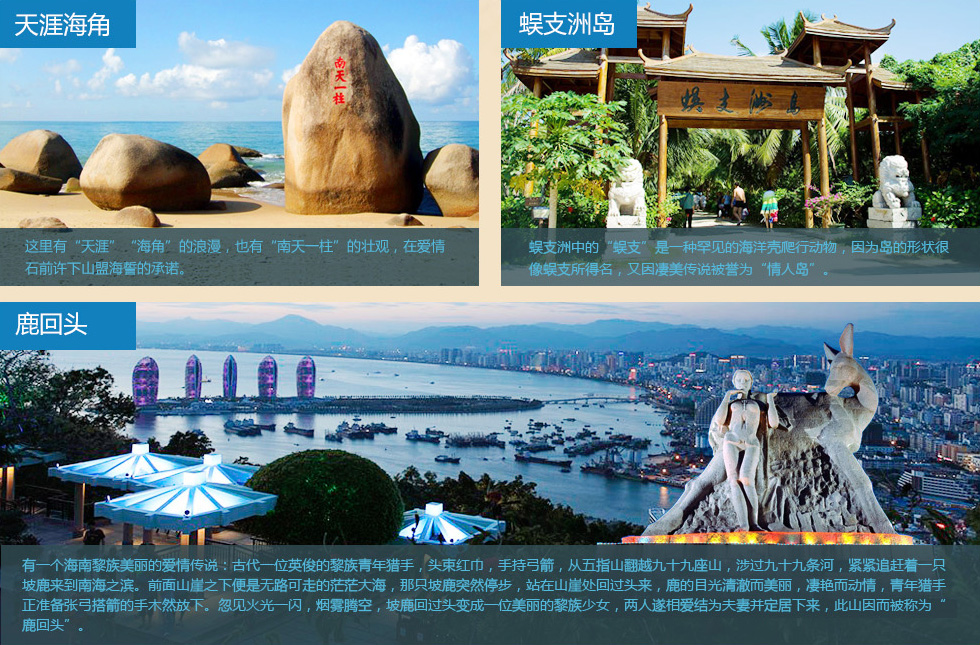 天涯海角
南天一柱
这里有“天涯”、“海角”的浪漫，也有“南天一柱”的壮观，在爱情
石前许下山盟海誓的承诺。
蜈支洲岛
蜈支洲岛
蜈支洲中的“蜈支”是一种罕见的海洋壳爬行动物，因为岛的形状很
像蜈支所得名，又因凄美传说被誉为“情人岛”。
鹿回头
有一个海南黎族美丽的爱情传说：古代一位英俊的黎族青年猎手，头束红巾，手持弓箭，从五指山翻越九十九座山，涉过九十九条河，紧紧追赶着一只
坡鹿来到南海之滨。前面山崖之下便是无路可走的茫茫大海，那只坡鹿突然停步，站在山崖处回过头来，鹿的目光清澈而美丽，凄艳而动情，青年猎手
正准备张弓搭箭的手木然放下。忽见火光一闪，烟雾腾空，坡鹿回过头变成一位美丽的黎族少女，两人遂相爱结为夫妻并定居下来，此山因而被称为“
鹿回头”。